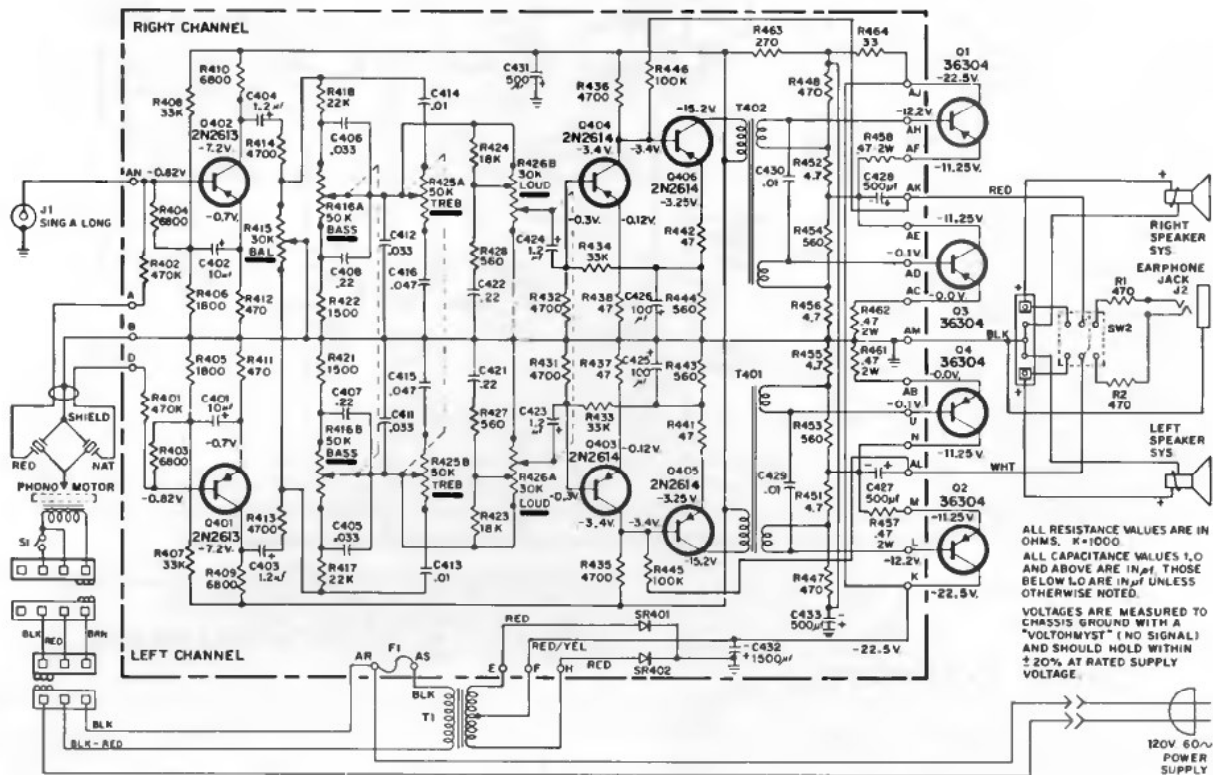 RIGHT CHANNEL
R410
6800
R408
33K
C404
1.2µf
Q402
2N2613
-7.2V.
R414
4700
AN
-0.82V
J1
SING A LONG
R404
6800
-0.7V.
R415
30K
BAL
R402
470K
C402
10µf
R406
1800
R412
470
A
B
D
R418
22K
C406
.033
R416A
50K
BASS
C408
.22
R422
1500
C412
.033
C414
.01
R425A
50K
TREB
C416
.047
R424
18K
R426B
30K
LOUD
R428
560
C422
.22
C424
1.2
µf
C431
500
µf
R436
4700
Q404
2N2614
-3.4V.
-0.3V.
-0.12V.
R434
33K
R432
4700
R438
47
C426
100
µf
R446
100K
-15.2V.
-3.4V.
Q406
2N2614
-3.25V.
R442
47
R444
560
T402
C430
.01
R463
270
R464
33
R448
470
R452
4.7
R458
.47 2W
C428
500µf
R454
560
R456
4.7
R462
.47
2W
Q1
36304
-22.5V.
AJ
-12.2V.
AH
AF
-11.25V.
AK
RED
-11.25V.
AE
-0.1V.
AD
AC
-0.0V.
Q3
36304
AM
BLK
RIGHT
SPEAKER
SYS.
EARPHONE
JACK
J2
R1
470
SW2
R2
470
LEFT
SPEAKER
SYS.
R405
1800
R411
470
R401
470K
C401
10µf
R403
6800
-0.7V.
-0.82V
Q401
2N2613
-7.2V.
R413
4700
C403
1.2µf
R407
33K
R409
6800
SHIELD
RED
NAT
PHONO MOTOR
S1
BLK
RED
BRN
R421
1500
C407
.22
R416B
50K
BASS
C411
.033
C405
.033
R417
22K
C415
.047
R425B
50K
TREB
C413
.01
C421
.22
R427
560
R426A
30K
LOUD
R423
18K
C423
1.2
µf
R431
4700
R437
47
C425
100
µf
R433
33K
Q403
2N2614
-0.12V.
-0.3V.
-3.4V.
R435
4700
R443
560
R441
47
Q405
2N2614
-3.25V.
-3.4V.
-15.2V.
R445
100K
T401
C429
.01
R455
4.7
R461
.47
2W
R453
560
R451
4.7
C427
500µf
R457
.47
2W
R447
470
C433
500µf
Q4
36304
-0.0V.
AB
-0.1V.
U
N
-11.25V.
AL
WHT
M
Q2
36304
-11.25V.
L
-12.2V.
K
-22.5V.
-22.5V.
LEFT CHANNEL
AR
F1
AS
BLK
T1
E
F
H
RED
RED/YEL
RED
SR401
SR402
C432
1500µf
BLK
BLK-RED
ALL RESISTANCE VALUES ARE IN
OHMS. K=1000.
ALL CAPACITANCE VALUES 1.0
AND ABOVE ARE IN pf, THOSE
BELOW 1.0 ARE IN µf UNLESS
OTHERWISE NOTED.
VOLTAGES ARE MEASURED TO
CHASSIS GROUND WITH A
"VOLTOHMYST" (NO SIGNAL)
AND SHOULD HOLD WITHIN
±20% AT RATED SUPPLY
VOLTAGE.
120V. 60~
POWER
SUPPLY